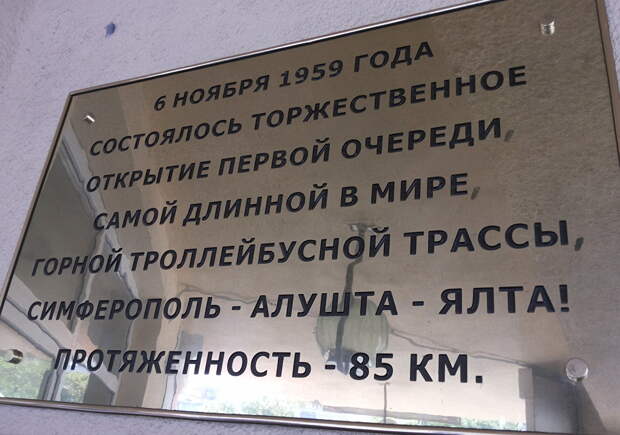 6 НОЯБРЯ 1959 ГОДА
СОСТОЯЛОСЬ ТОРЖЕСТВЕННОЕ
ОТКРЫТИЕ ПЕРВОЙ ОЧЕРЕДИ,
САМОЙ ДЛИННОЙ В МИРЕ,
ГОРНОЙ ТРОЛЛЕЙБУСНОЙ ТРАССЫ,
СИМФЕРОПОЛЬ - АЛУШТА - ЯЛТА!
ПРОТЯЖЕННОСТЬ - 85 КМ.